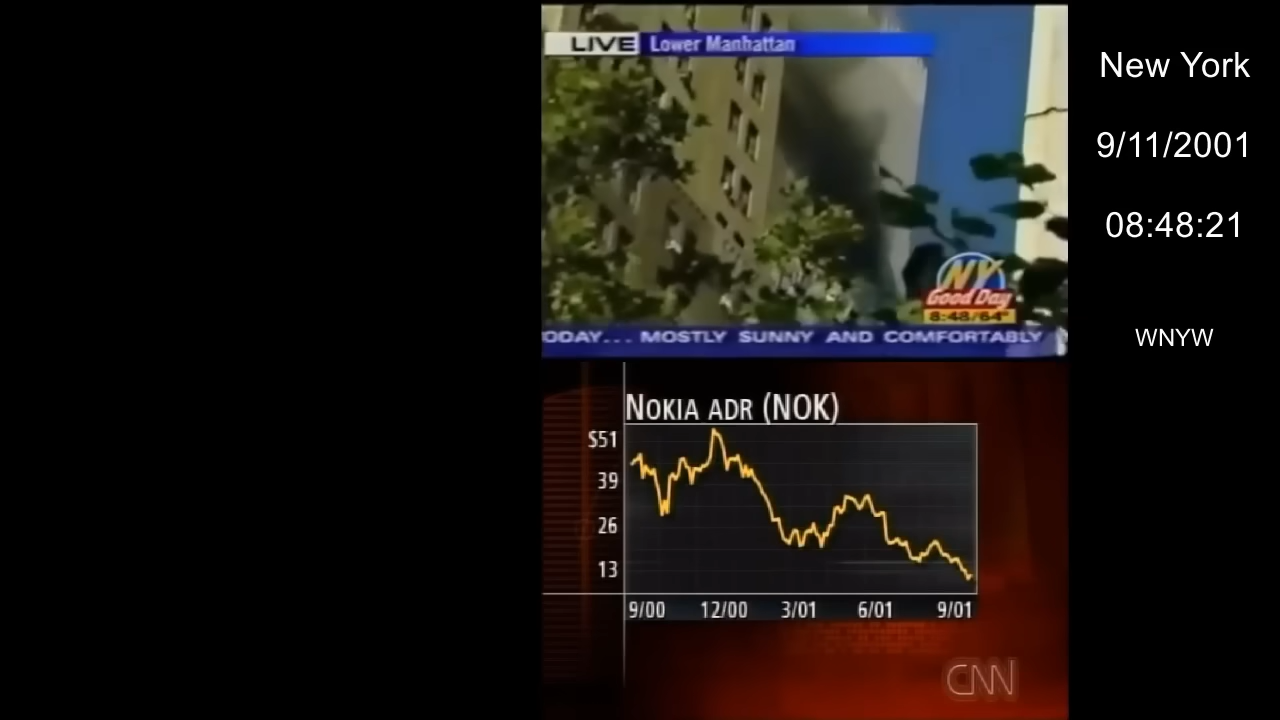 LIVE Lower Manhattan
NY
Good Day
8:48/64°
ODAY... MOSTLY SUNNY AND COMFORTABLY
NOKIA ADR (NOK)
$51
39
26
13
9/00 12/00 3/01 6/01 9/01
CNN
New York
9/11/2001
08:48:21
WNYW